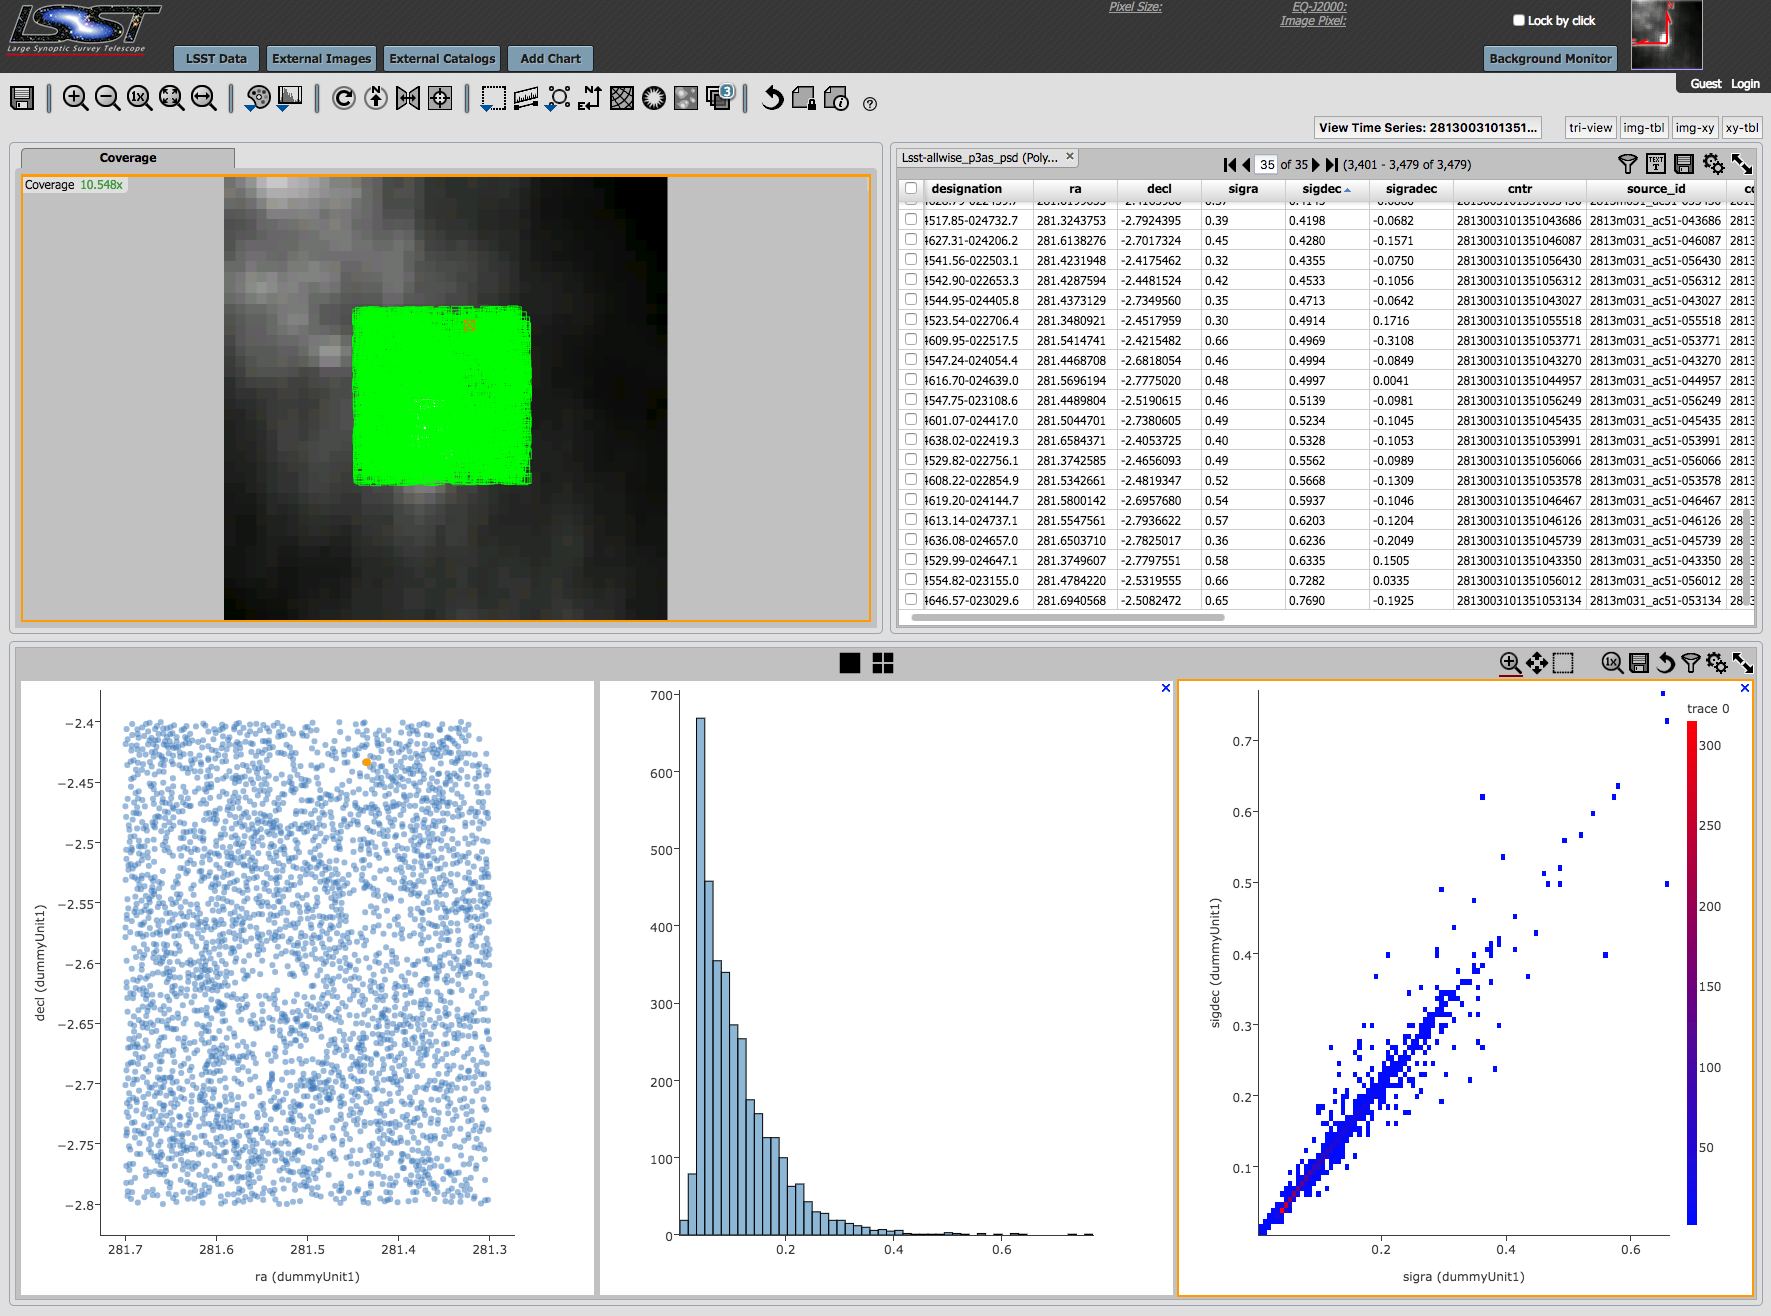 LSST
Large Synoptic Survey Telescope
Pixel Size:
EQ-J2000:
Image Pixel:
Lock by click
LSST Data
External Images
External Catalogs
Add Chart
Background Monitor
Guest
Login
View Time Series: 2813003101351...
tri-view
img-tbl
img-xy
xy-tbl
Coverage
Coverage 10.548x
Lsst-allwise_p3as_psd (Poly...
35 of 35 (3,401 - 3,479 of 3,479)
designation ra decl sigra sigdec sigradec cntr source_id
4517.85-024732.7 281.3243753 -2.7924395 0.39 0.4198 -0.0682 2813003101351043686 2813m031_ac51-043686 2813
4627.31-024206.2 281.6138276 -2.7017324 0.45 0.4280 -0.1571 2813003101351046087 2813m031_ac51-046087 2813
4541.56-022503.1 281.4231948 -2.4175462 0.32 0.4355 -0.0750 2813003101351056430 2813m031_ac51-056430 2813
4542.90-022653.3 281.4287594 -2.4481524 0.42 0.4533 -0.1056 2813003101351056312 2813m031_ac51-056312 2813
4544.95-024405.8 281.4373129 -2.7349560 0.35 0.4713 -0.0642 2813003101351043027 2813m031_ac51-043027 2813
4523.54-022706.4 281.3480921 -2.4517959 0.30 0.4914 0.1716 2813003101351055518 2813m031_ac51-055518 2813
4609.95-022517.5 281.5414741 -2.4215482 0.66 0.4969 -0.3108 2813003101351053771 2813m031_ac51-053771 2813
4547.24-024054.4 281.4468708 -2.6818054 0.46 0.4994 -0.0849 2813003101351043270 2813m031_ac51-043270 2813
4616.70-024639.0 281.5696194 -2.7775020 0.48 0.4997 0.0041 2813003101351044957 2813m031_ac51-044957 2813
4547.75-023108.6 281.4489804 -2.5190615 0.46 0.5139 -0.0981 2813003101351056249 2813m031_ac51-056249 2813
4601.07-024417.0 281.5044701 -2.7380605 0.49 0.5234 -0.1045 2813003101351045435 2813m031_ac51-045435 2813
4638.02-022419.3 281.6584371 -2.4053725 0.40 0.5328 -0.1053 2813003101351053991 2813m031_ac51-053991 2813
4529.82-022756.1 281.3742585 -2.4656093 0.49 0.5562 -0.0989 2813003101351056066 2813m031_ac51-056066 2813
4608.22-022854.9 281.5342661 -2.4819347 0.52 0.5668 -0.1309 2813003101351053578 2813m031_ac51-053578 2813
4619.20-024144.7 281.5800142 -2.6957680 0.54 0.5937 -0.1046 2813003101351046467 2813m031_ac51-046467 2813
4613.14-024737.1 281.5547561 -2.7936622 0.57 0.6203 -0.1204 2813003101351046126 2813m031_ac51-046126
4636.08-024657.0 281.6503710 -2.7825017 0.36 0.6236 -0.2049 2813003101351045739 2813m031_ac51-045739
4529.99-024647.1 281.3749607 -2.7797551 0.58 0.6335 0.1505 2813003101351043350 2813m031_ac51-043350
4554.82-023155.0 281.4784220 -2.5319555 0.66 0.7282 0.0335 2813003101351056012 2813m031_ac51-056012
4646.57-023029.6 281.6940568 -2.5082472 0.65 0.7690 -0.1925 2813003101351053134 2813m031_ac51-053134
−2.4
−2.45
−2.5
−2.55
−2.6
−2.65
−2.7
−2.75
−2.8
decl (dummyUnit1)
281.7 281.6 281.5 281.4 281.3
ra (dummyUnit1)
700
600
500
400
300
200
100
0
0.2 0.4 0.6
trace 0
0.7
0.6
0.5
0.4
0.3
0.2
0.1
sigdec (dummyUnit1)
0.2 0.4 0.6
sigra (dummyUnit1)
300
250
200
150
100
50